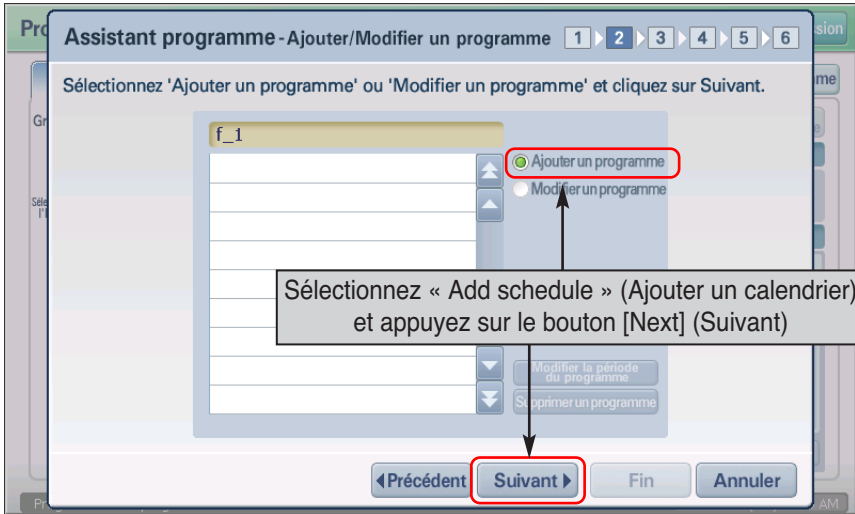 Assistant programme - Ajouter/Modifier un programme 1 2 3 4 5 6
Sélectionnez 'Ajouter un programme' ou 'Modifier un programme' et cliquez sur Suivant.
f_1
Ajouter un programme
Modifier un programme
Sélectionnez « Add schedule » (Ajouter un calendrier)
et appuyez sur le bouton [Next] (Suivant)
Modifier la période
du programme
Supprimer un programme
Précédent Suivant Fin Annuler
AM